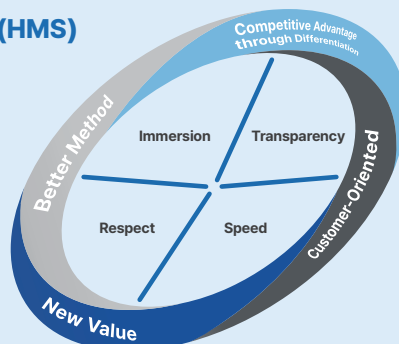 (HMS)
Competitive Advantage
through Differentiation
Better Method
Immersion
Transparency
Customer-Oriented
Respect
Speed
New Value